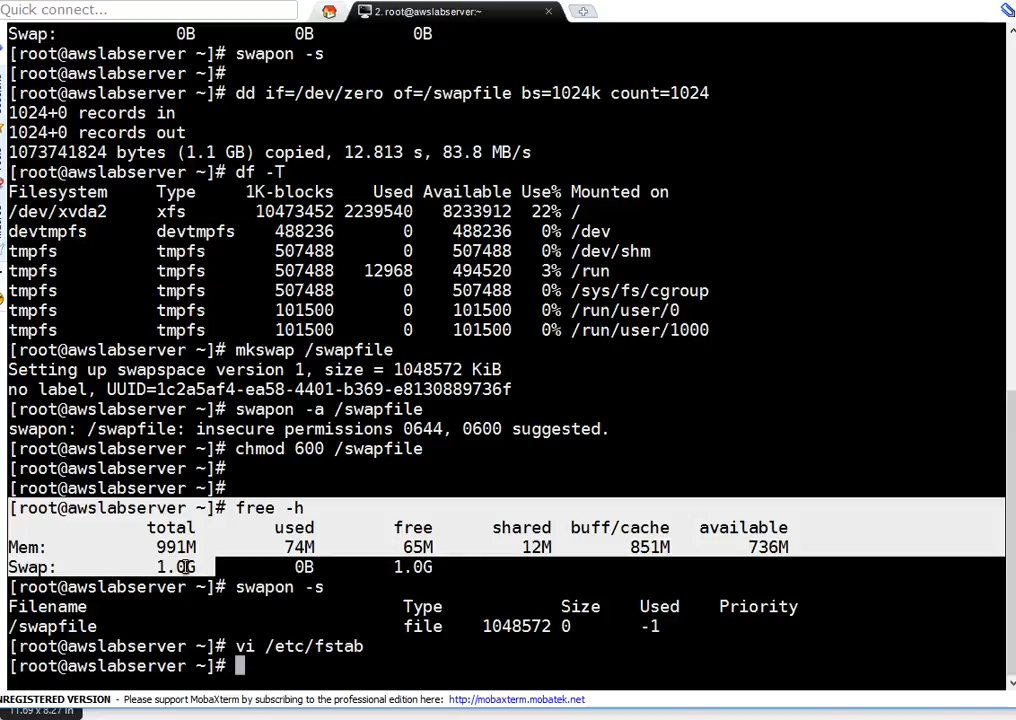 Quick connect...
2. root@awslabserver:~
Swap: 0B 0B 0B
[root@awslabserver ~]# swapon -s
[root@awslabserver ~]#
[root@awslabserver ~]# dd if=/dev/zero of=/swapfile bs=1024k count=1024
1024+0 records in
1024+0 records out
1073741824 bytes (1.1 GB) copied, 12.813 s, 83.8 MB/s
[root@awslabserver ~]# df -T
Filesystem Type 1K-blocks Used Available Use% Mounted on
/dev/xvda2 xfs 10473452 2239540 8233912 22% /
devtmpfs devtmpfs 488236 0 488236 0% /dev
tmpfs tmpfs 507488 0 507488 0% /dev/shm
tmpfs tmpfs 507488 12968 494520 3% /run
tmpfs tmpfs 507488 0 507488 0% /sys/fs/cgroup
tmpfs tmpfs 101500 0 101500 0% /run/user/0
tmpfs tmpfs 101500 0 101500 0% /run/user/1000
[root@awslabserver ~]# mkswap /swapfile
Setting up swapspace version 1, size = 1048572 KiB
no label, UUID=1c2a5af4-ea58-4401-b369-e8130889736f
[root@awslabserver ~]# swapon -a /swapfile
swapon: /swapfile: insecure permissions 0644, 0600 suggested.
[root@awslabserver ~]# chmod 600 /swapfile
[root@awslabserver ~]#
[root@awslabserver ~]#
[root@awslabserver ~]# free -h
total used free shared buff/cache available
Mem: 991M 74M 65M 12M 851M 736M
Swap: 1.0G 0B 1.0G
[root@awslabserver ~]# swapon -s
Filename Type Size Used Priority
/swapfile file 1048572 0 -1
[root@awslabserver ~]# vi /etc/fstab
[root@awslabserver ~]#
NREGISTERED VERSION - Please support MobaXterm by subscribing to the professional edition here: http://mobaxterm.mobatek.net
11.69 x 8.27 in